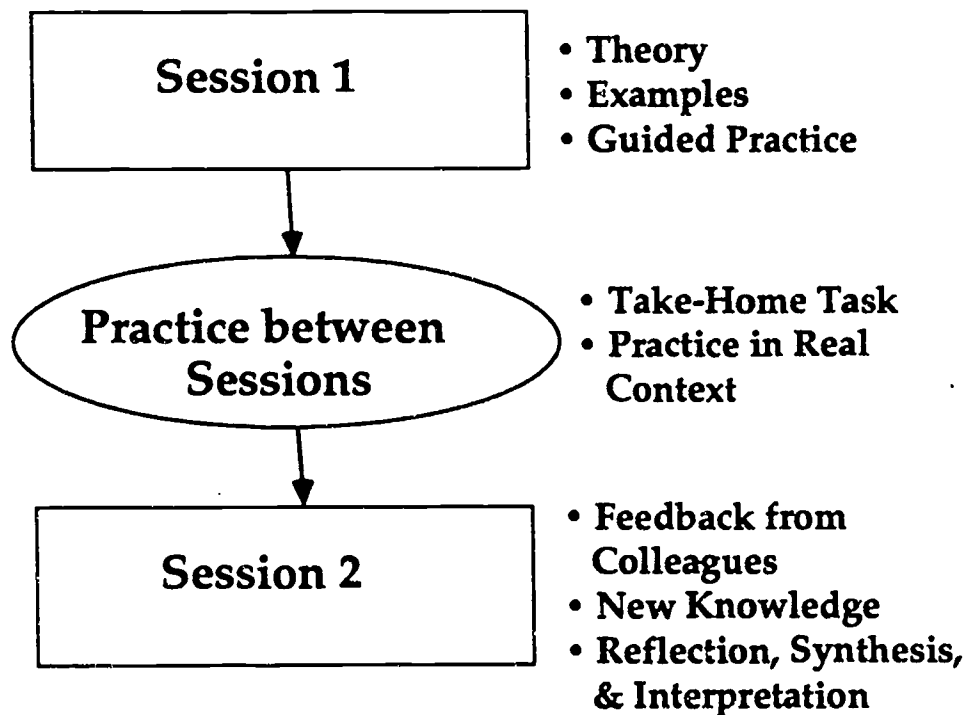 Session 1
• Theory
• Examples
• Guided Practice
Practice between
Sessions
• Take-Home Task
• Practice in Real
Context
Session 2
• Feedback from
Colleagues
• New Knowledge
• Reflection, Synthesis,
& Interpretation